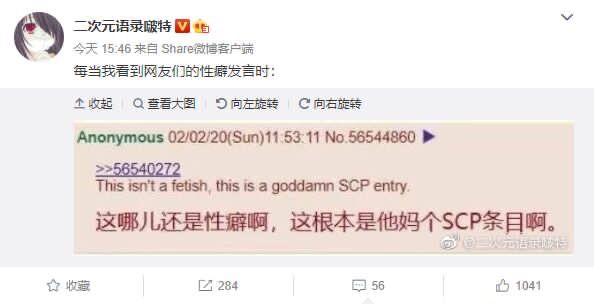 二次元语录啵特
今天 15:46 来自 Share微博客户端
每当我看到网友们的性癖发言时：
收起 查看大图 向左旋转 向右旋转
Anonymous 02/02/20(Sun)11:53:11 No.56544860
>>56540272
This isn't a fetish, this is a goddamn SCP entry.
这哪儿还是性癖啊，这根本是他妈个SCP条目啊。
@二次元语录啵特
收藏 284 56 1041